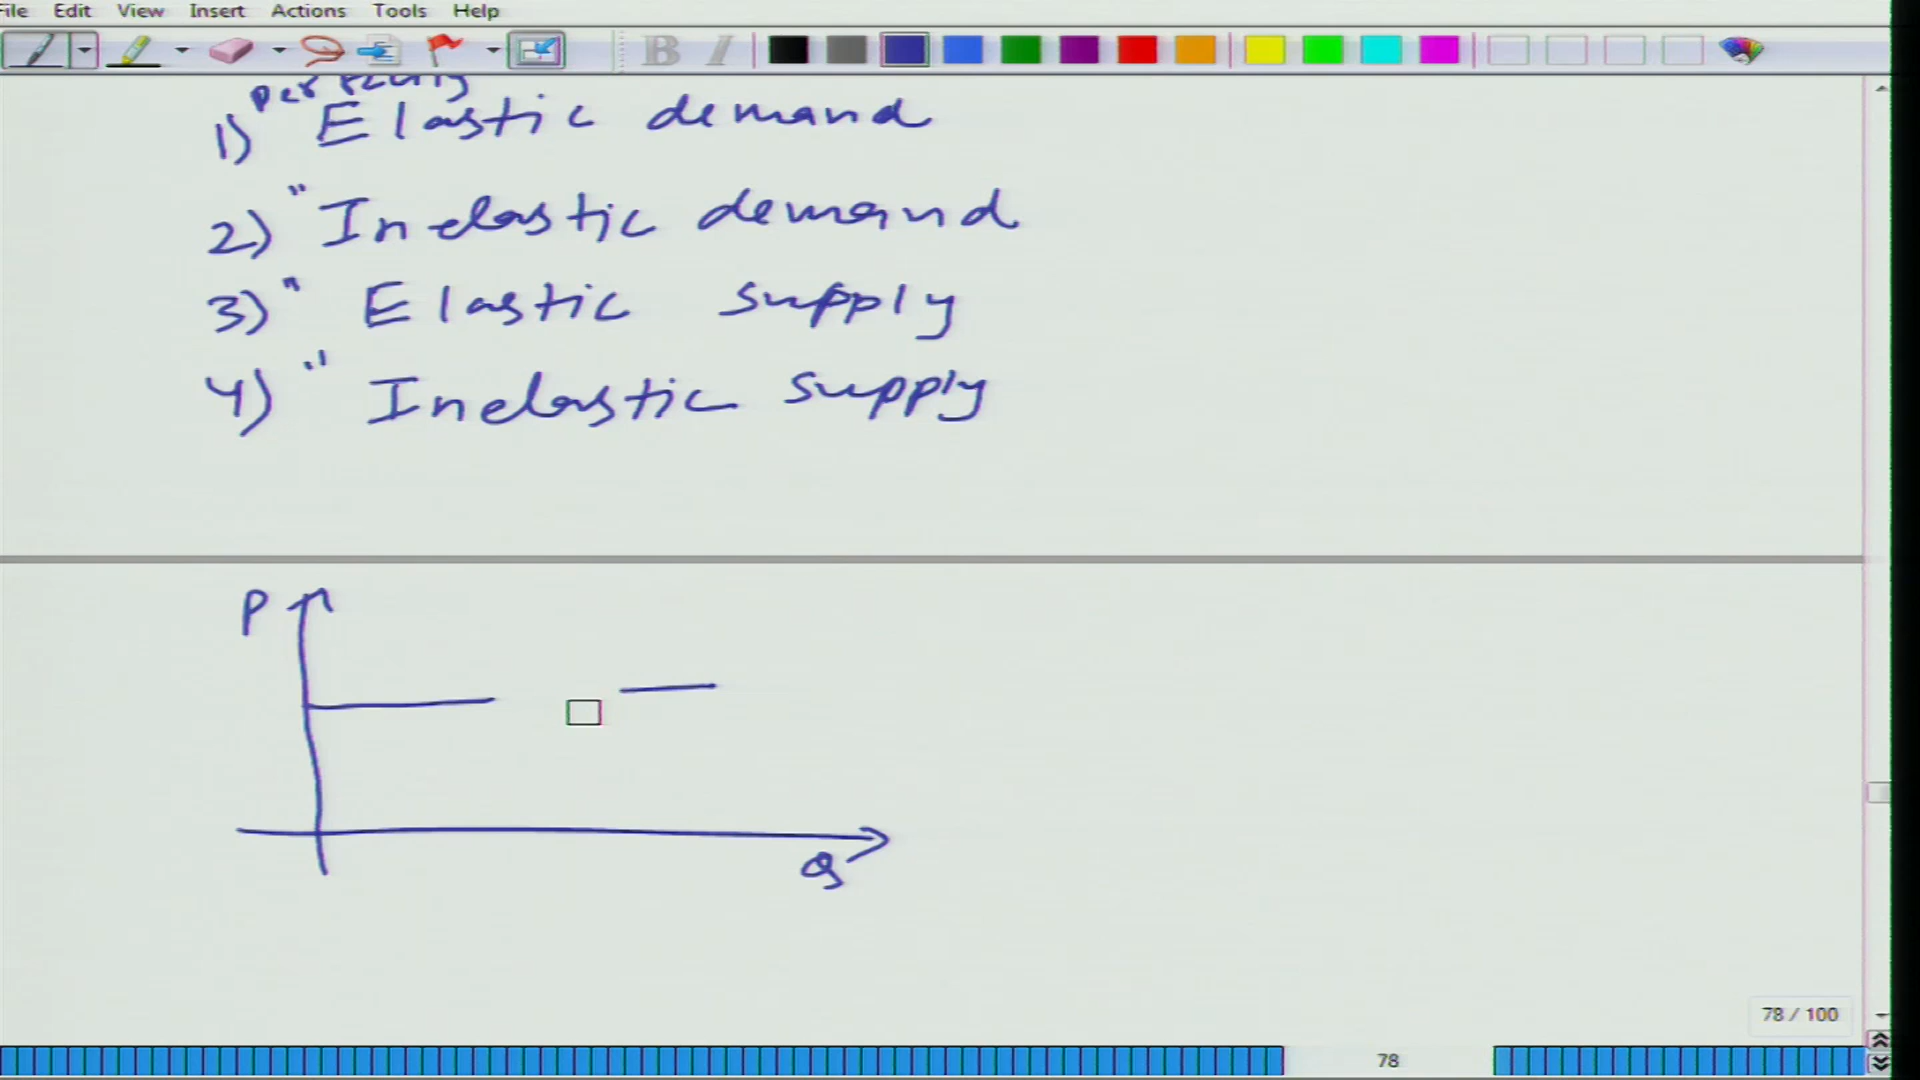 File Edit View Insert Actions Tools Help
B I
perfectly
1) Elastic demand
2) " Inelastic demand
3) " Elastic supply
4) " Inelastic supply
P
Q
78 / 100
78